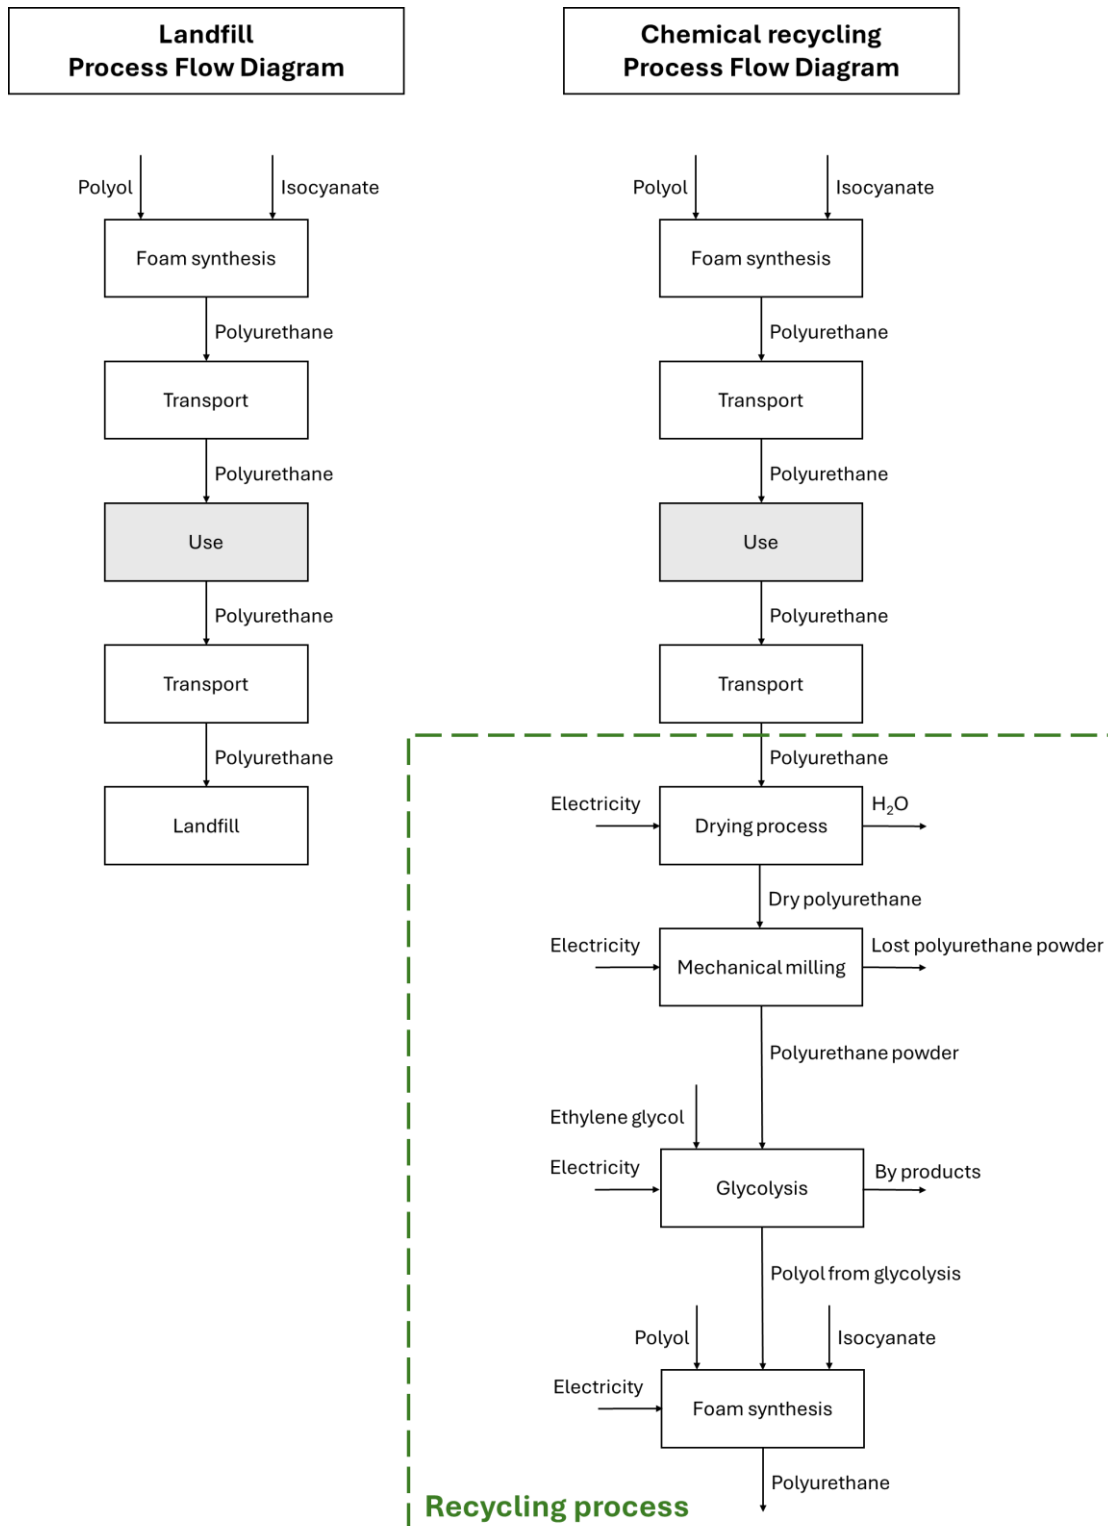 Landfill
Process Flow Diagram
Polyol
Isocyanate
Foam synthesis
Polyurethane
Transport
Polyurethane
Use
Polyurethane
Transport
Polyurethane
Landfill
Chemical recycling
Process Flow Diagram
Polyol
Isocyanate
Foam synthesis
Polyurethane
Transport
Polyurethane
Use
Polyurethane
Transport
Polyurethane
Electricity
Drying process
H₂O
Dry polyurethane
Electricity
Mechanical milling
Lost polyurethane powder
Polyurethane powder
Ethylene glycol
Electricity
Glycolysis
By products
Polyol from glycolysis
Polyol
Isocyanate
Electricity
Foam synthesis
Polyurethane
Recycling process